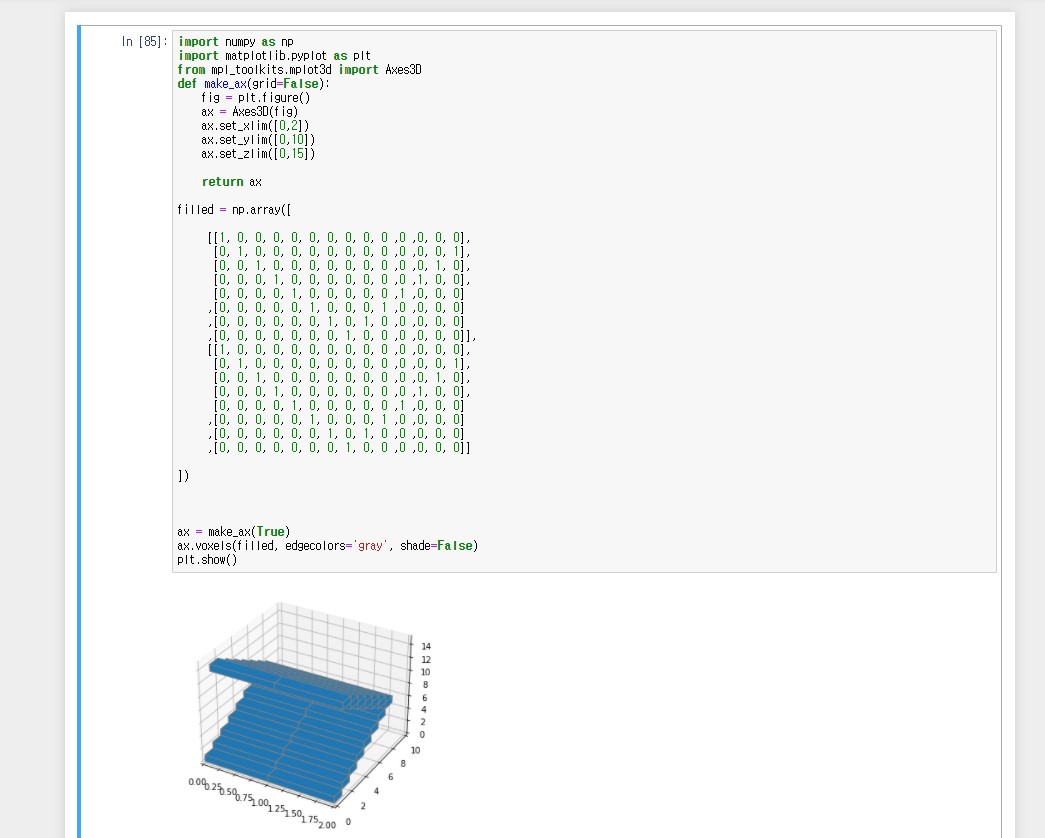 In [85]:
import numpy as np
import matplotlib.pyplot as plt
from mpl_toolkits.mplot3d import Axes3D
def make_ax(grid=False):
    fig = plt.figure()
    ax = Axes3D(fig)
    ax.set_xlim([0,2])
    ax.set_ylim([0,10])
    ax.set_zlim([0,15])
    return ax
filled = np.array([
    [[1, 0, 0, 0, 0, 0, 0, 0, 0, 0 ,0 ,0, 0, 0],
     [0, 1, 0, 0, 0, 0, 0, 0, 0, 0 ,0 ,0, 0, 1],
     [0, 0, 1, 0, 0, 0, 0, 0, 0, 0 ,0 ,0, 1, 0],
     [0, 0, 0, 1, 0, 0, 0, 0, 0, 0 ,0 ,1, 0, 0],
     [0, 0, 0, 0, 1, 0, 0, 0, 0, 0 ,1 ,0, 0, 0]
    ,[0, 0, 0, 0, 0, 1, 0, 0, 0, 1 ,0 ,0, 0, 0]
    ,[0, 0, 0, 0, 0, 0, 1, 0, 1, 0 ,0 ,0, 0, 0]
    ,[0, 0, 0, 0, 0, 0, 0, 1, 0, 0 ,0 ,0, 0, 0]],
    [[1, 0, 0, 0, 0, 0, 0, 0, 0, 0 ,0 ,0, 0, 0],
     [0, 1, 0, 0, 0, 0, 0, 0, 0, 0 ,0 ,0, 0, 1],
     [0, 0, 1, 0, 0, 0, 0, 0, 0, 0 ,0 ,0, 1, 0],
     [0, 0, 0, 1, 0, 0, 0, 0, 0, 0 ,0 ,1, 0, 0],
     [0, 0, 0, 0, 1, 0, 0, 0, 0, 0 ,1 ,0, 0, 0]
    ,[0, 0, 0, 0, 0, 1, 0, 0, 0, 1 ,0 ,0, 0, 0]
    ,[0, 0, 0, 0, 0, 0, 1, 0, 1, 0 ,0 ,0, 0, 0]
    ,[0, 0, 0, 0, 0, 0, 0, 1, 0, 0 ,0 ,0, 0, 0]]
])
ax = make_ax(True)
ax.voxels(filled, edgecolors='gray', shade=False)
plt.show()
14
12
10
8
6
4
2
0
10
8
6
4
2
0
0.00
0.25
0.50
0.75
1.00
1.25
1.50
1.75
2.00